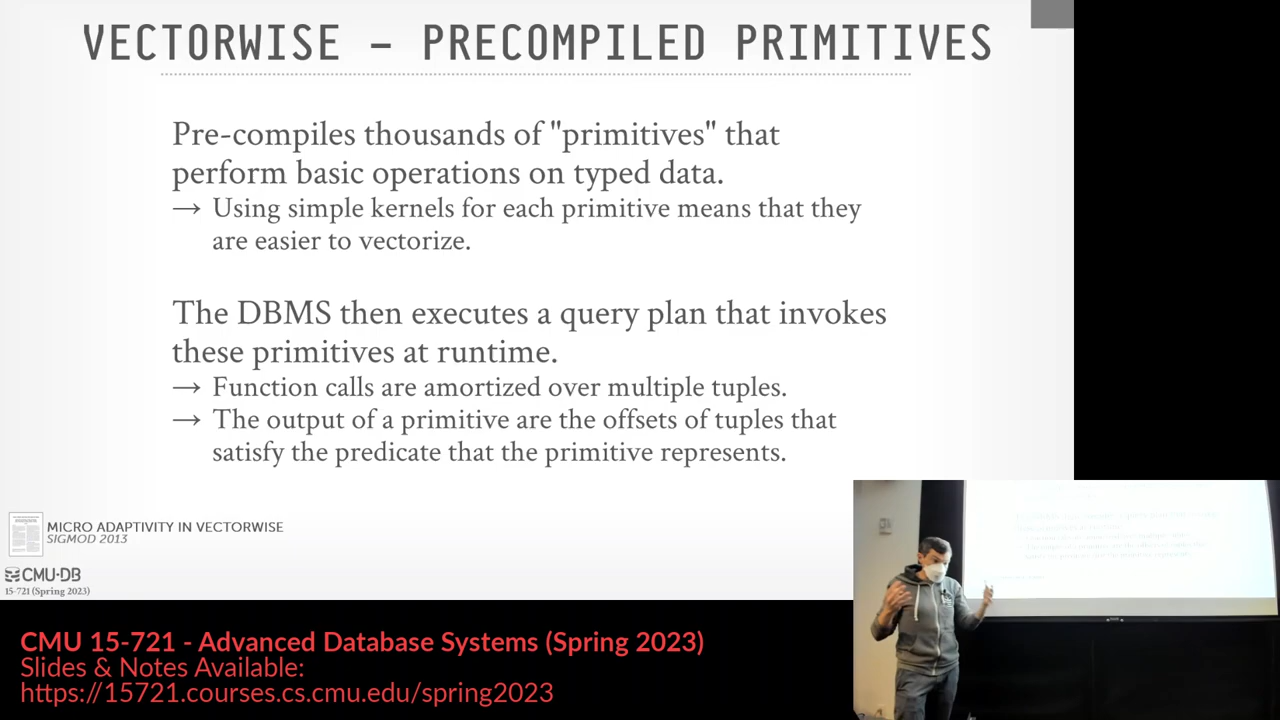 VECTORWISE – PRECOMPILED PRIMITIVES
Pre-compiles thousands of "primitives" that
perform basic operations on typed data.
→ Using simple kernels for each primitive means that they
are easier to vectorize.
The DBMS then executes a query plan that invokes
these primitives at runtime.
→ Function calls are amortized over multiple tuples.
→ The output of a primitive are the offsets of tuples that
satisfy the predicate that the primitive represents.
MICRO ADAPTIVITY IN VECTORWISE
SIGMOD 2013
CMU·DB
15-721 (Spring 2023)
CMU 15-721 - Advanced Database Systems (Spring 2023)
Slides & Notes Available:
https://15721.courses.cs.cmu.edu/spring2023